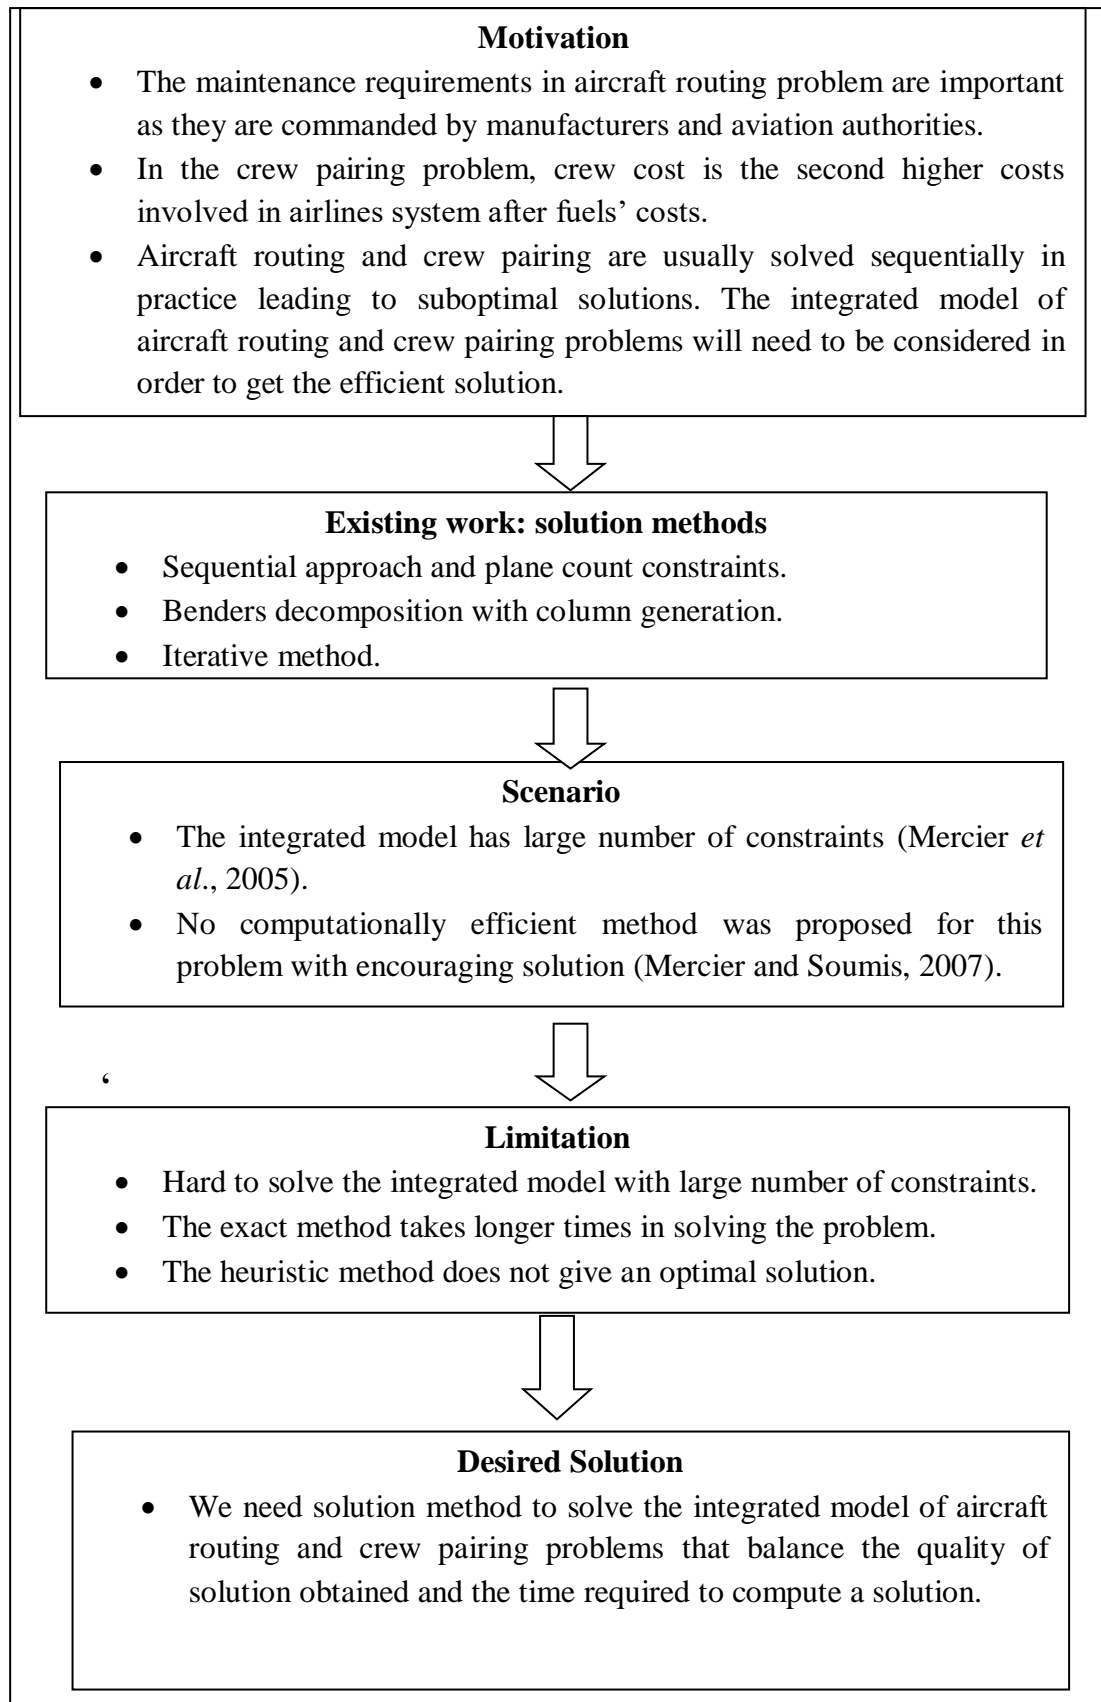 Motivation
• The maintenance requirements in aircraft routing problem are important
as they are commanded by manufacturers and aviation authorities.
• In the crew pairing problem, crew cost is the second higher costs
involved in airlines system after fuels’ costs.
• Aircraft routing and crew pairing are usually solved sequentially in
practice leading to suboptimal solutions. The integrated model of
aircraft routing and crew pairing problems will need to be considered in
order to get the efficient solution.
Existing work: solution methods
• Sequential approach and plane count constraints.
• Benders decomposition with column generation.
• Iterative method.
Scenario
• The integrated model has large number of constraints (Mercier et
al., 2005).
• No computationally efficient method was proposed for this
problem with encouraging solution (Mercier and Soumis, 2007).
‘
Limitation
• Hard to solve the integrated model with large number of constraints.
• The exact method takes longer times in solving the problem.
• The heuristic method does not give an optimal solution.
Desired Solution
• We need solution method to solve the integrated model of aircraft
routing and crew pairing problems that balance the quality of
solution obtained and the time required to compute a solution.